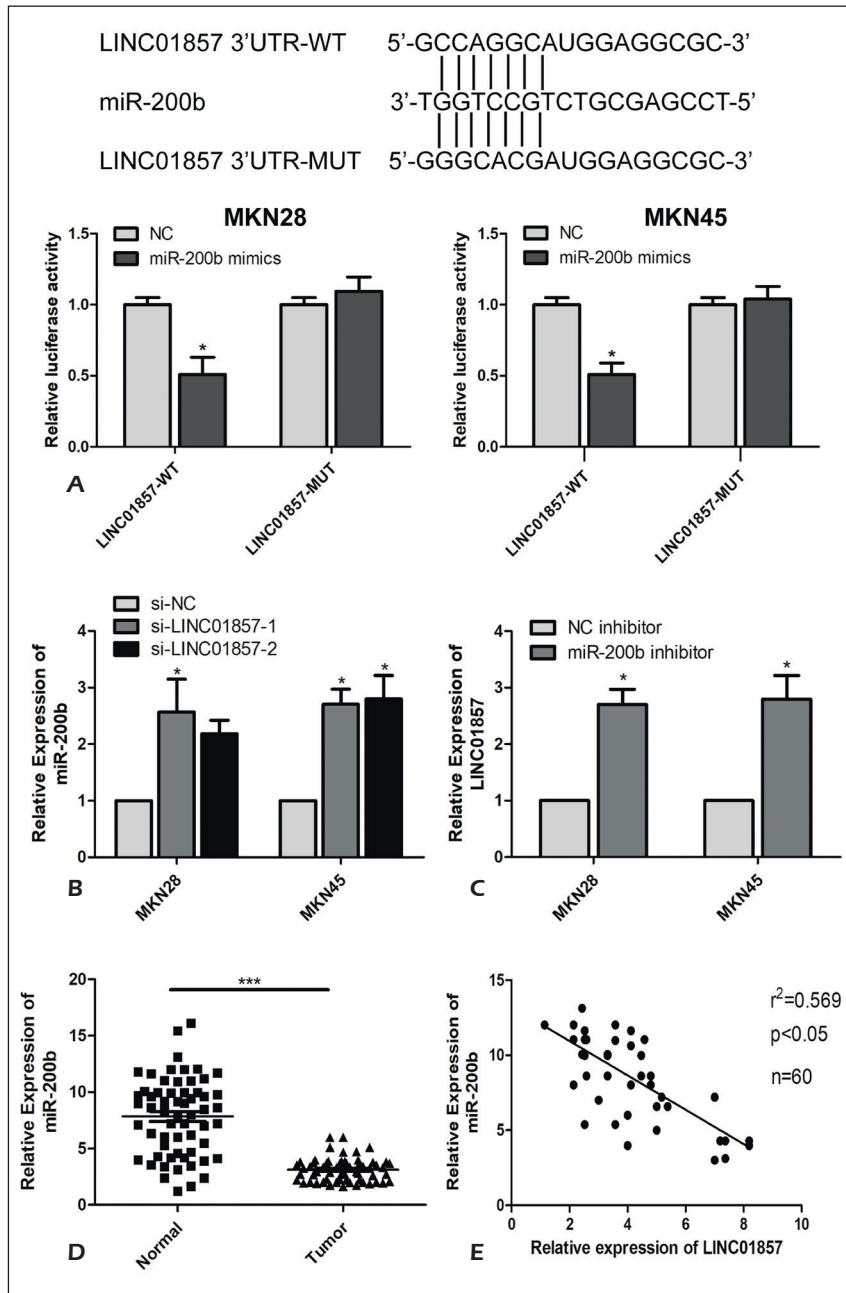 LINC01857 3’UTR-WT 5’-GCCAGGCAUGGAGGCGC-3’
miR-200b 3’-TGGTCCGTCTGCGAGCCT-5’
LINC01857 3’UTR-MUT 5’-GGGCACGAUGGAGGCGC-3’
MKN28
NC
miR-200b mimics
Relative luciferase activity
1.5
1.0
0.5
0.0
LINC01857-WT
LINC01857-MUT
*
A
MKN45
NC
miR-200b mimics
Relative luciferase activity
1.5
1.0
0.5
0.0
LINC01857-WT
LINC01857-MUT
*
si-NC
si-LINC01857-1
si-LINC01857-2
Relative Expression of
miR-200b
4
3
2
1
0
* * *
MKN28
MKN45
B
NC inhibitor
miR-200b inhibitor
Relative Expression of
LINC01857
4
3
2
1
0
* *
MKN28
MKN45
C
Relative Expression of
miR-200b
20
15
10
5
0
***
Normal
Tumor
D
Relative Expression of
miR-200b
15
10
5
0
r2=0.569
p<0.05
n=60
0 2 4 6 8 10
Relative expression of LINC01857
E